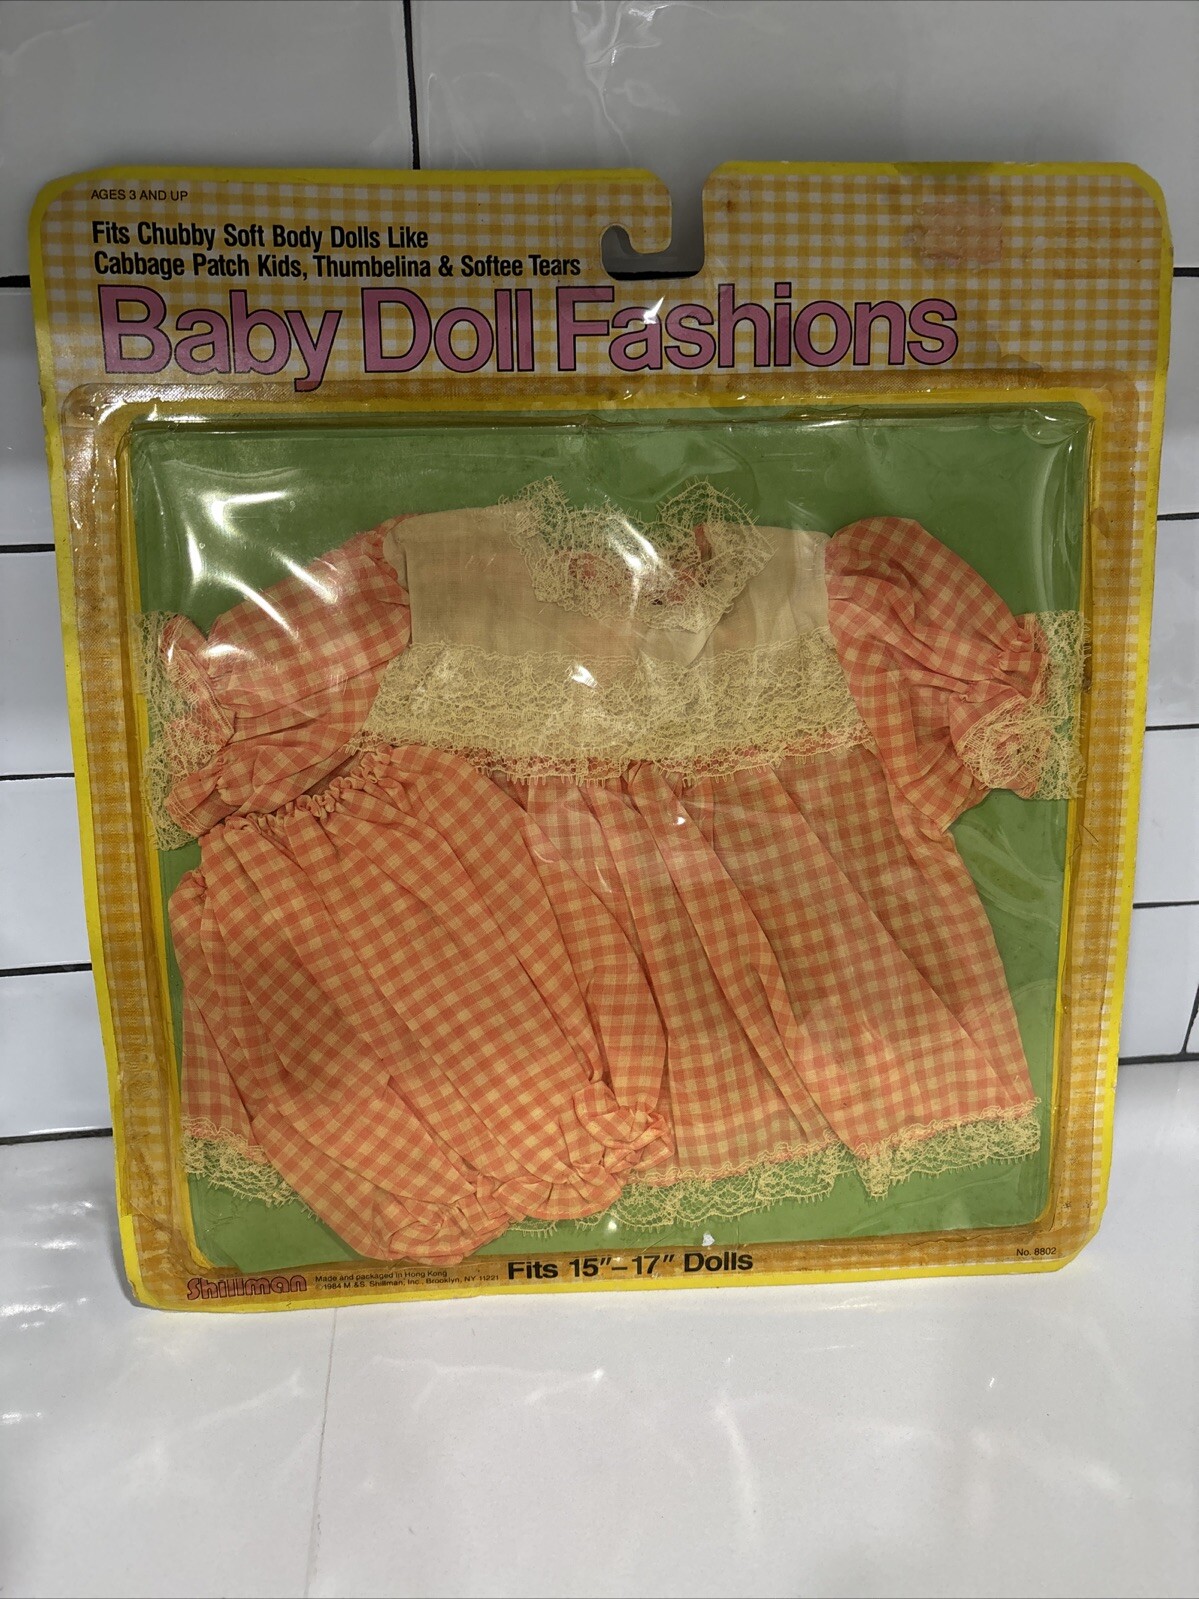 AGES 3 AND UP
Fits Chubby Soft Body Dolls Like
Cabbage Patch Kids, Thumbelina & Softee Tears
Baby Doll Fashions
Shillman
Made and packaged in Hong Kong
©1984 M & S. Shillman, Inc., Brooklyn, NY 11221
Fits 15"–17" Dolls
No. 8802